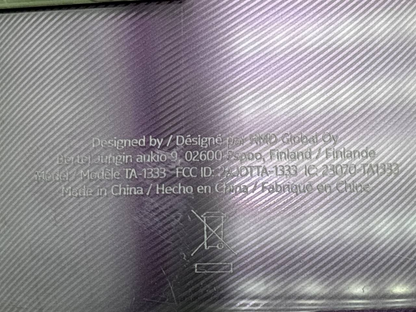 Designed by / Désigné par HMD Global Oy
Bertel Jungin aukio 9, 02600 Espoo, Finland / Finlande
Model / Modèle TA-1333 FCC ID: 2AJOTTA-1333 IC: 23070-TA1333
Made in China / Hecho en China / Fabriqué en Chine